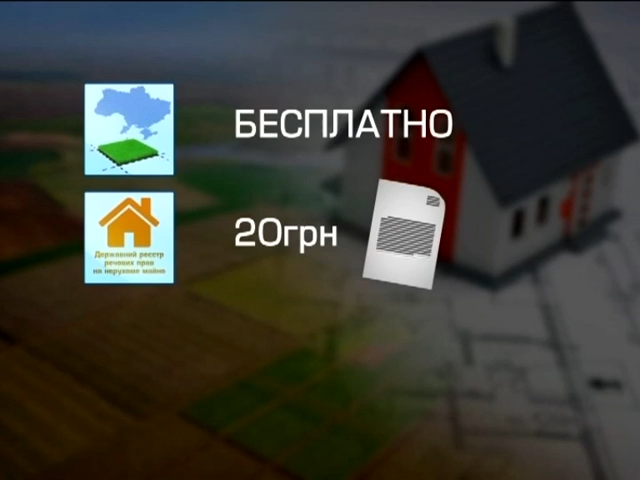 БЕСПЛАТНО
20грн
Державний реєстр
речових прав
на нерухоме майно